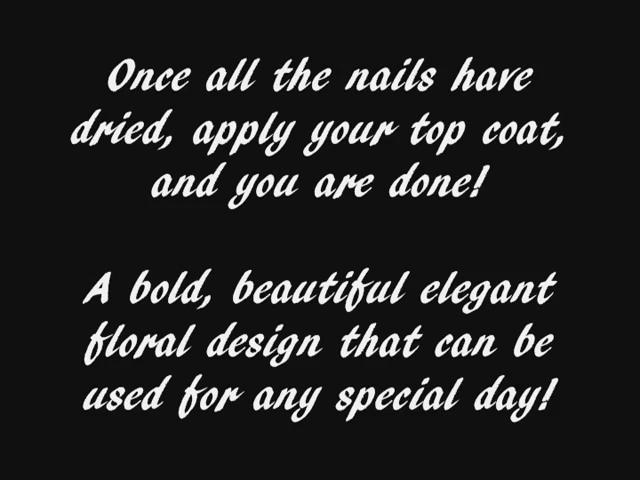 Once all the nails have
dried, apply your top coat,
and you are done!
A bold, beautiful elegant
floral design that can be
used for any special day!